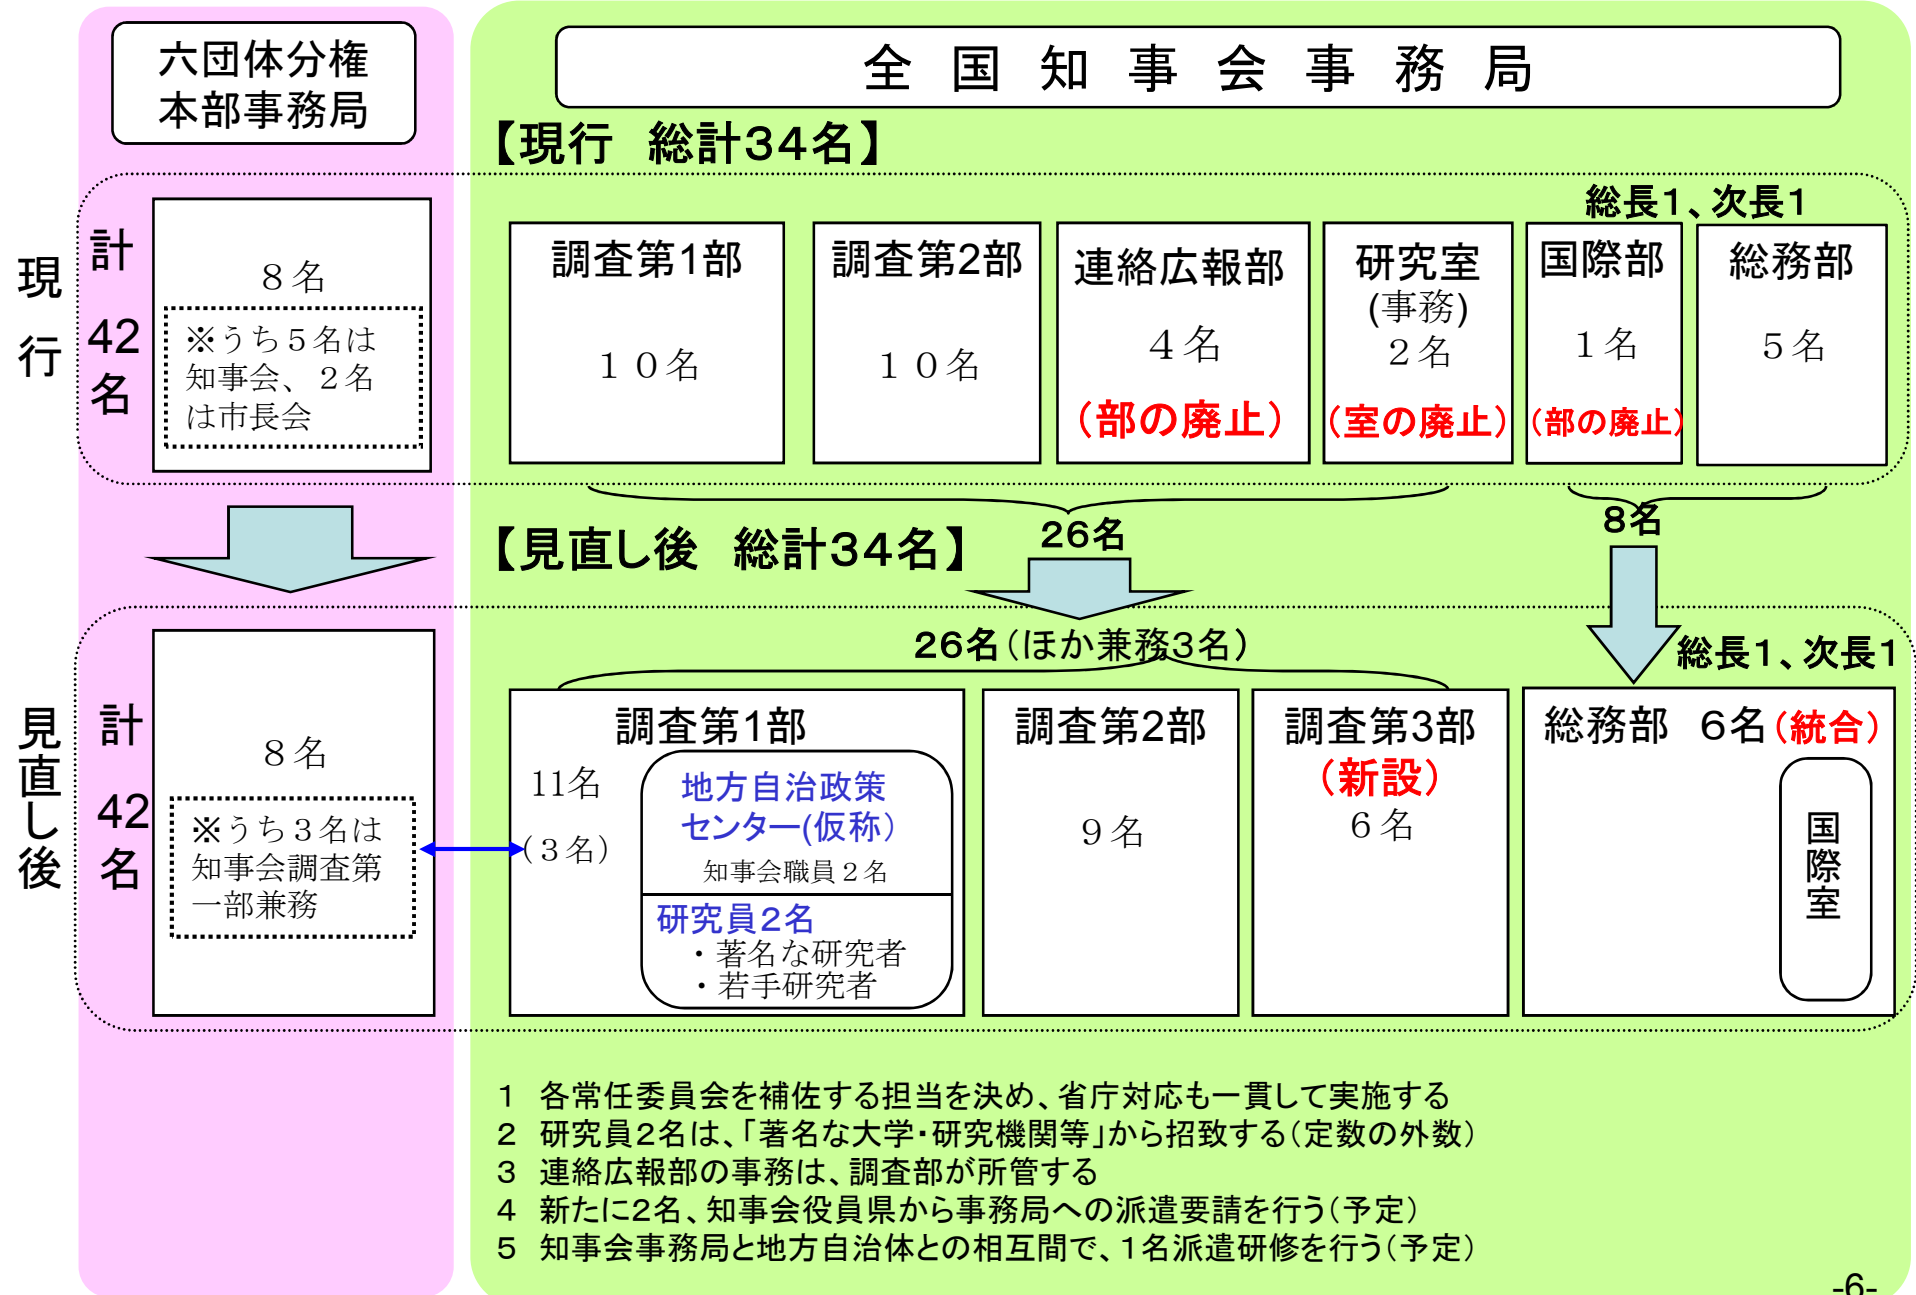 六団体分権
本部事務局
全国知事会事務局
【現行　総計34名】
総長1、次長1
現行
計42名
8名
※うち5名は
知事会、2名
は市長会
調査第1部
10名
調査第2部
10名
連絡広報部
4名
（部の廃止）
研究室
(事務)
2名
（室の廃止）
国際部
1名
（部の廃止）
総務部
5名
26名
8名
【見直し後　総計34名】
26名（ほか兼務3名）
総長1、次長1
見直し後
計42名
8名
※うち3名は
知事会調査第
一部兼務
調査第1部
11名
（3名）
地方自治政策
センター(仮称）
知事会職員2名
研究員2名
・著名な研究者
・若手研究者
調査第2部
9名
調査第3部
（新設）
6名
総務部　6名（統合）
国際室
1　各常任委員会を補佐する担当を決め、省庁対応も一貫して実施する
2　研究員2名は、「著名な大学・研究機関等」から招致する（定数の外数）
3　連絡広報部の事務は、調査部が所管する
4　新たに2名、知事会役員県から事務局への派遣要請を行う（予定）
5　知事会事務局と地方自治体との相互間で、1名派遣研修を行う（予定）
-6-